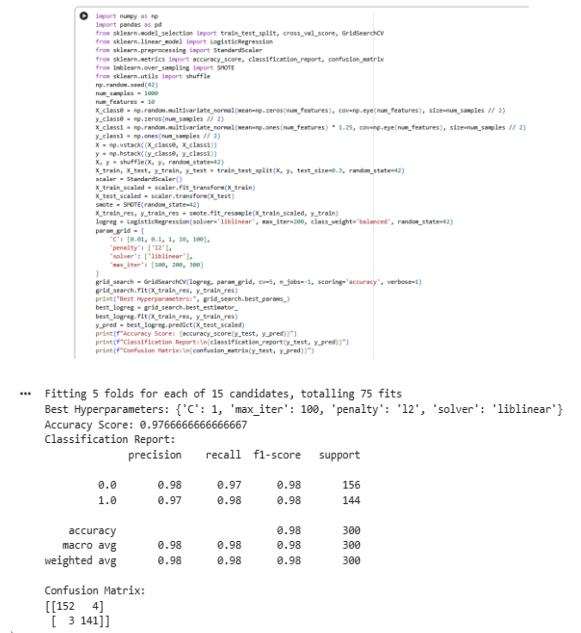 import numpy as np
import pandas as pd
from sklearn.model_selection import train_test_split, cross_val_score, GridSearchCV
from sklearn.linear_model import LogisticRegression
from sklearn.preprocessing import StandardScaler
from sklearn.metrics import accuracy_score, classification_report, confusion_matrix
from imblearn.over_sampling import SMOTE
from sklearn.utils import shuffle
np.random.seed(42)
num_samples = 1000
num_features = 10
X_class0 = np.random.multivariate_normal(mean=np.zeros(num_features), cov=np.eye(num_features), size=num_samples // 2)
y_class0 = np.zeros(num_samples // 2)
X_class1 = np.random.multivariate_normal(mean=np.ones(num_features) * 1.25, cov=np.eye(num_features), size=num_samples // 2)
y_class1 = np.ones(num_samples // 2)
X = np.vstack((X_class0, X_class1))
y = np.hstack((y_class0, y_class1))
X, y = shuffle(X, y, random_state=42)
X_train, X_test, y_train, y_test = train_test_split(X, y, test_size=0.3, random_state=42)
scaler = StandardScaler()
X_train_scaled = scaler.fit_transform(X_train)
X_test_scaled = scaler.transform(X_test)
smote = SMOTE(random_state=42)
X_train_res, y_train_res = smote.fit_resample(X_train_scaled, y_train)
logreg = LogisticRegression(solver='liblinear', max_iter=200, class_weight='balanced', random_state=42)
param_grid = {
'C': [0.01, 0.1, 1, 10, 100],
'penalty': ['l2'],
'solver': ['liblinear'],
'max_iter': [100, 200, 300]
}
grid_search = GridSearchCV(logreg, param_grid, cv=5, n_jobs=-1, scoring='accuracy', verbose=1)
grid_search.fit(X_train_res, y_train_res)
print("Best Hyperparameters:", grid_search.best_params_)
best_logreg = grid_search.best_estimator_
best_logreg.fit(X_train_res, y_train_res)
y_pred = best_logreg.predict(X_test_scaled)
print(f"Accuracy Score: {accuracy_score(y_test, y_pred)}")
print(f"Classification Report:\n{classification_report(y_test, y_pred)}")
print(f"Confusion Matrix:\n{confusion_matrix(y_test, y_pred)}")
Fitting 5 folds for each of 15 candidates, totalling 75 fits
Best Hyperparameters: {'C': 1, 'max_iter': 100, 'penalty': 'l2', 'solver': 'liblinear'}
Accuracy Score: 0.9766666666666667
Classification Report:
precision recall f1-score support
0.0 0.98 0.97 0.98 156
1.0 0.97 0.98 0.98 144
accuracy 0.98 300
macro avg 0.98 0.98 0.98 300
weighted avg 0.98 0.98 0.98 300
Confusion Matrix:
[[152 4]
[ 3 141]]